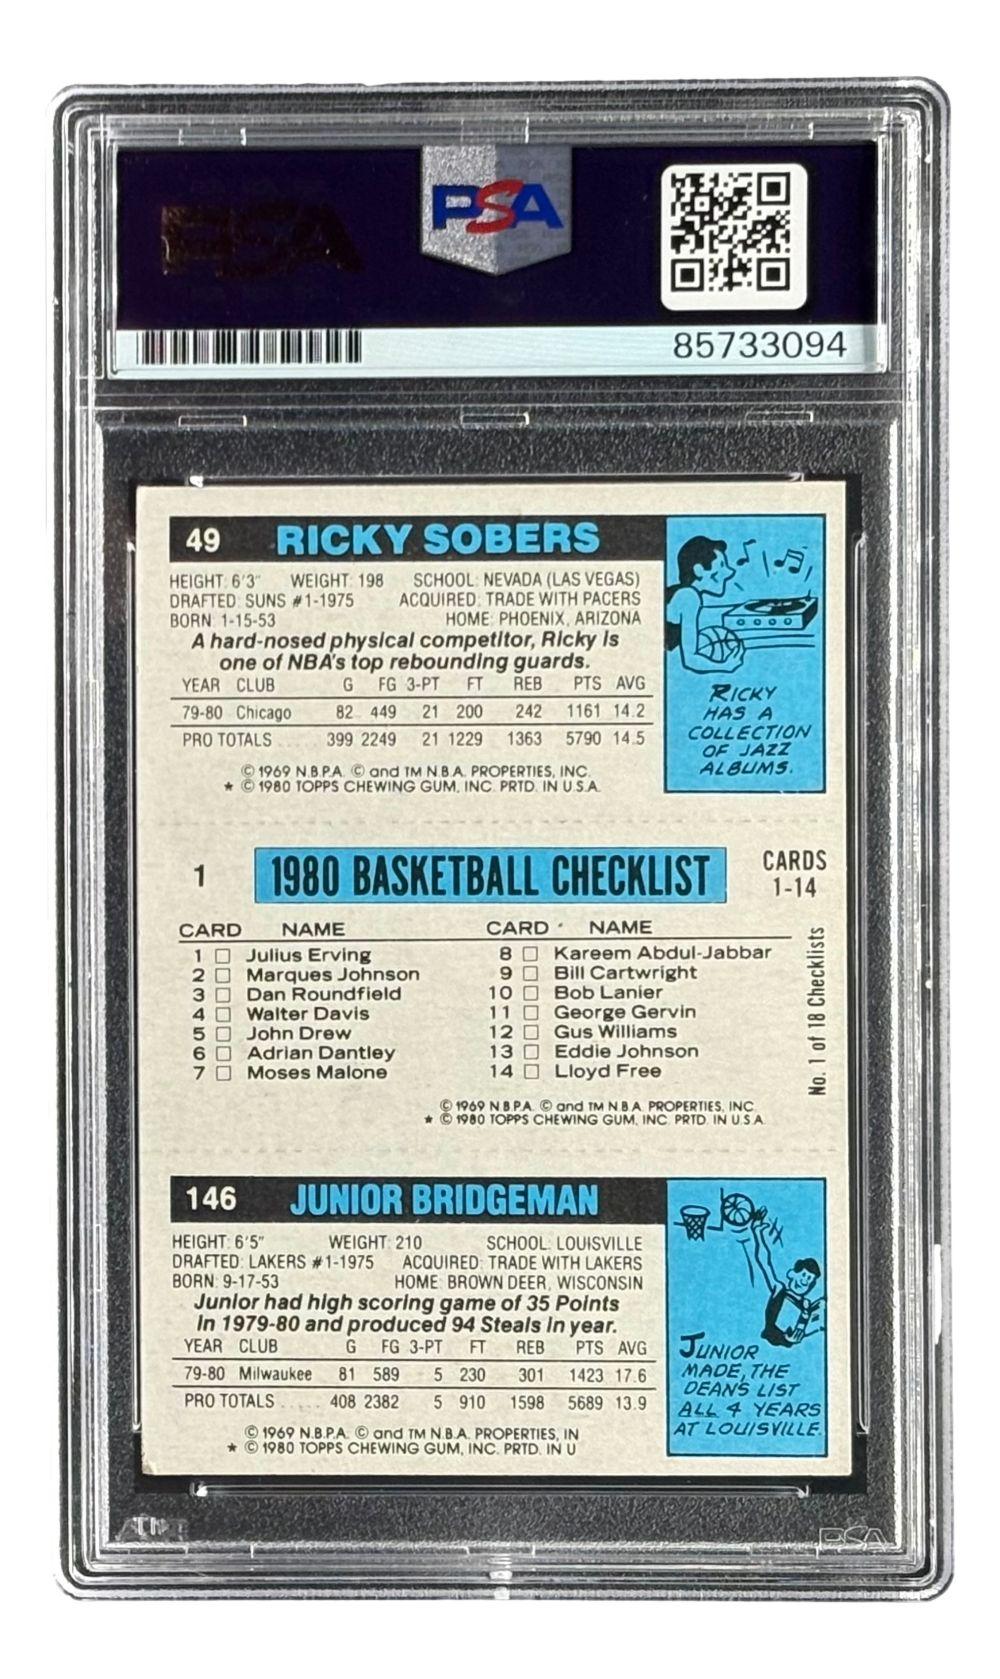 PSA
PSA
85733094
49 RICKY SOBERS
HEIGHT: 6'3" WEIGHT: 198 SCHOOL: NEVADA (LAS VEGAS)
DRAFTED: SUNS #1-1975 ACQUIRED: TRADE WITH PACERS
BORN: 1-15-53 HOME: PHOENIX, ARIZONA
A hard-nosed physical competitor, Ricky is
one of NBA's top rebounding guards.
YEAR CLUB G FG 3-PT FT REB PTS AVG
79-80 Chicago 82 449 21 200 242 1161 14.2
PRO TOTALS 399 2249 21 1229 1363 5790 14.5
© 1969 N.B.P.A. © and TM N.B.A. PROPERTIES, INC.
* © 1980 TOPPS CHEWING GUM, INC. PRTD. IN U.S.A.
RICKY
HAS A
COLLECTION
OF JAZZ
ALBUMS.
1 1980 BASKETBALL CHECKLIST CARDS
1-14
CARD NAME
1 Julius Erving
2 Marques Johnson
3 Dan Roundfield
4 Walter Davis
5 John Drew
6 Adrian Dantley
7 Moses Malone
CARD NAME
8 Kareem Abdul-Jabbar
9 Bill Cartwright
10 Bob Lanier
11 George Gervin
12 Gus Williams
13 Eddie Johnson
14 Lloyd Free
No. 1 of 18 Checklists
© 1969 N.B.P.A. © and TM N.B.A. PROPERTIES, INC.
* © 1980 TOPPS CHEWING GUM, INC. PRTD. IN U.S.A.
146 JUNIOR BRIDGEMAN
HEIGHT: 6'5" WEIGHT: 210 SCHOOL: LOUISVILLE
DRAFTED: LAKERS #1-1975 ACQUIRED: TRADE WITH LAKERS
BORN: 9-17-53 HOME: BROWN DEER, WISCONSIN
Junior had high scoring game of 35 Points
in 1979-80 and produced 94 Steals in year.
YEAR CLUB G FG 3-PT FT REB PTS AVG
79-80 Milwaukee 81 589 5 230 301 1423 17.6
PRO TOTALS ..... 408 2382 5 910 1598 5689 13.9
© 1969 N.B.P.A. © and TM N.B.A. PROPERTIES, IN
* © 1980 TOPPS CHEWING GUM, INC. PRTD. IN U
JUNIOR
MADE THE
DEAN'S LIST
ALL 4 YEARS
AT LOUISVILLE.
PSA